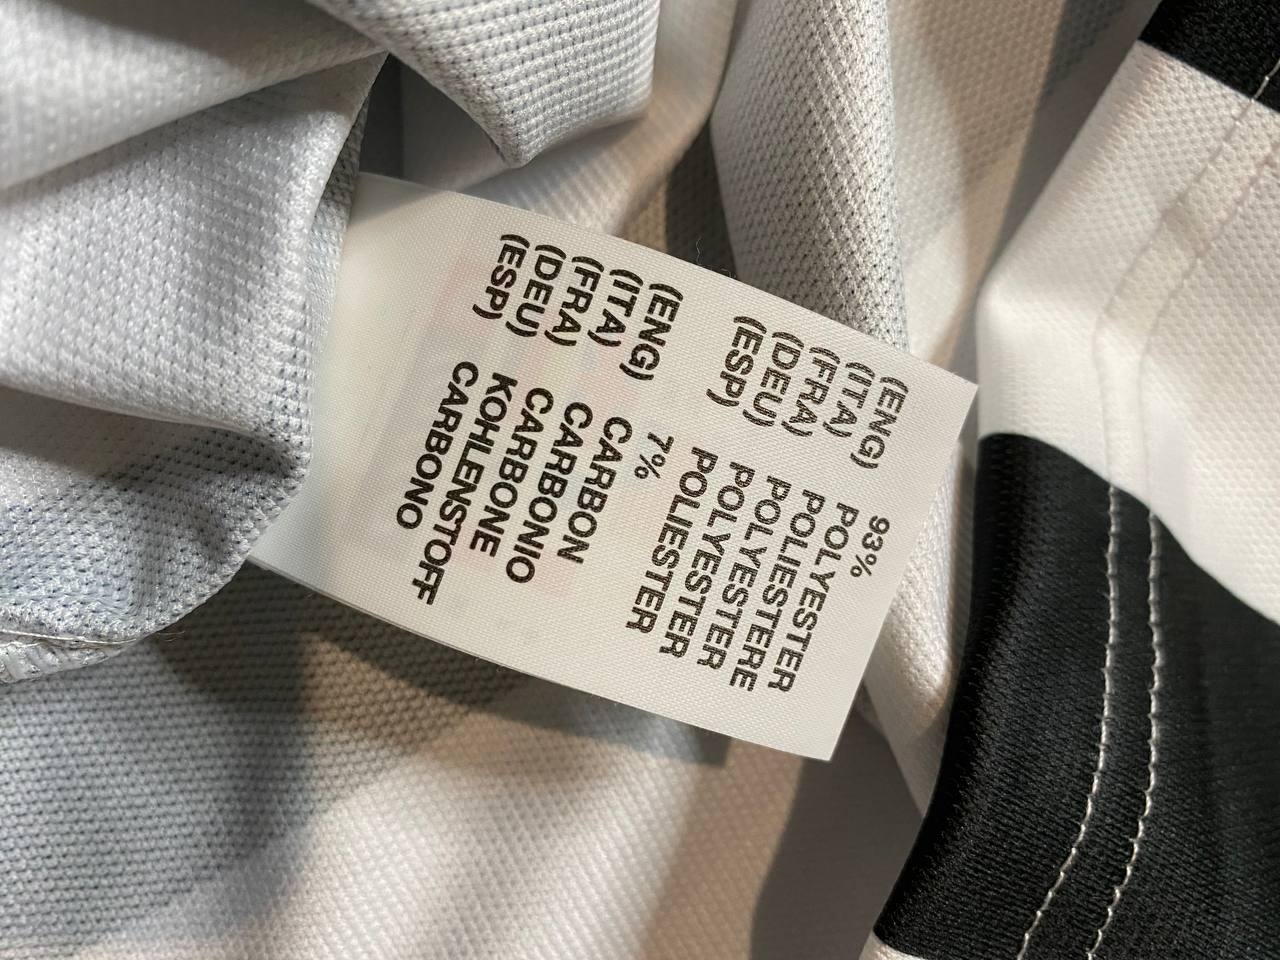 93%
(ENG) POLYESTER
(ITA) POLIESTERE
(FRA) POLYESTER
(DEU) POLYESTER
(ESP) POLIESTER
7%
(ENG) CARBON
(ITA) CARBONIO
(FRA) CARBONE
(DEU) KOHLENSTOFF
(ESP) CARBONO